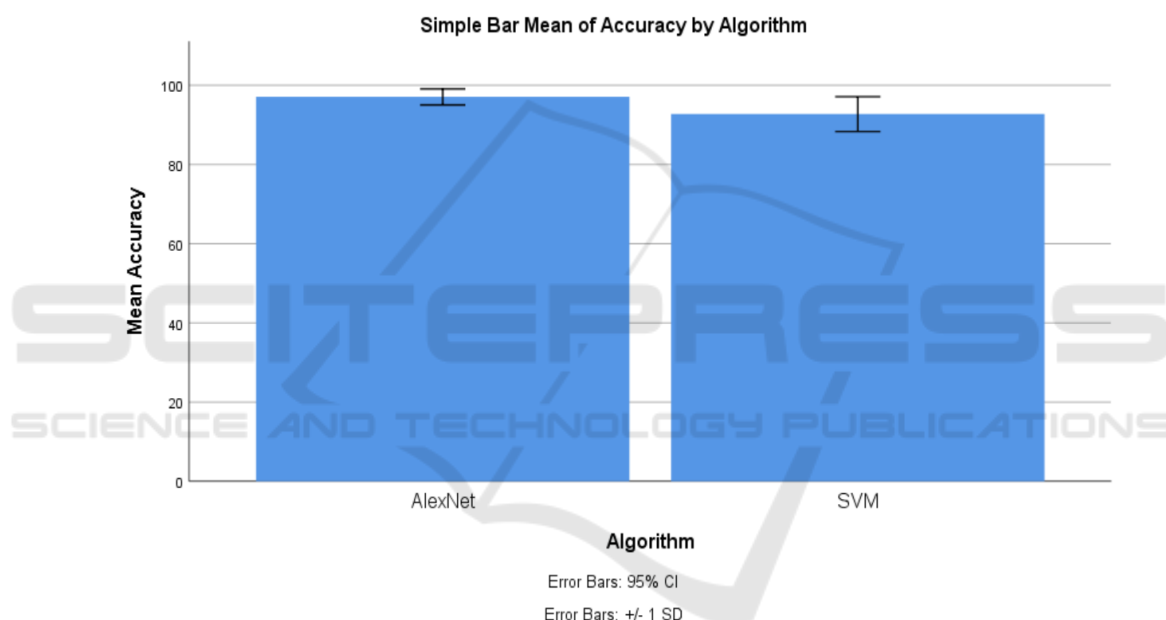 Simple Bar Mean of Accuracy by Algorithm
100
80
60
40
20
0
Mean Accuracy
SCITEPRESS
SCIENCE AND TECHNOLOGY PUBLICATIONS
AlexNet SVM
Algorithm
Error Bars: 95% CI
Error Bars: +/- 1 SD